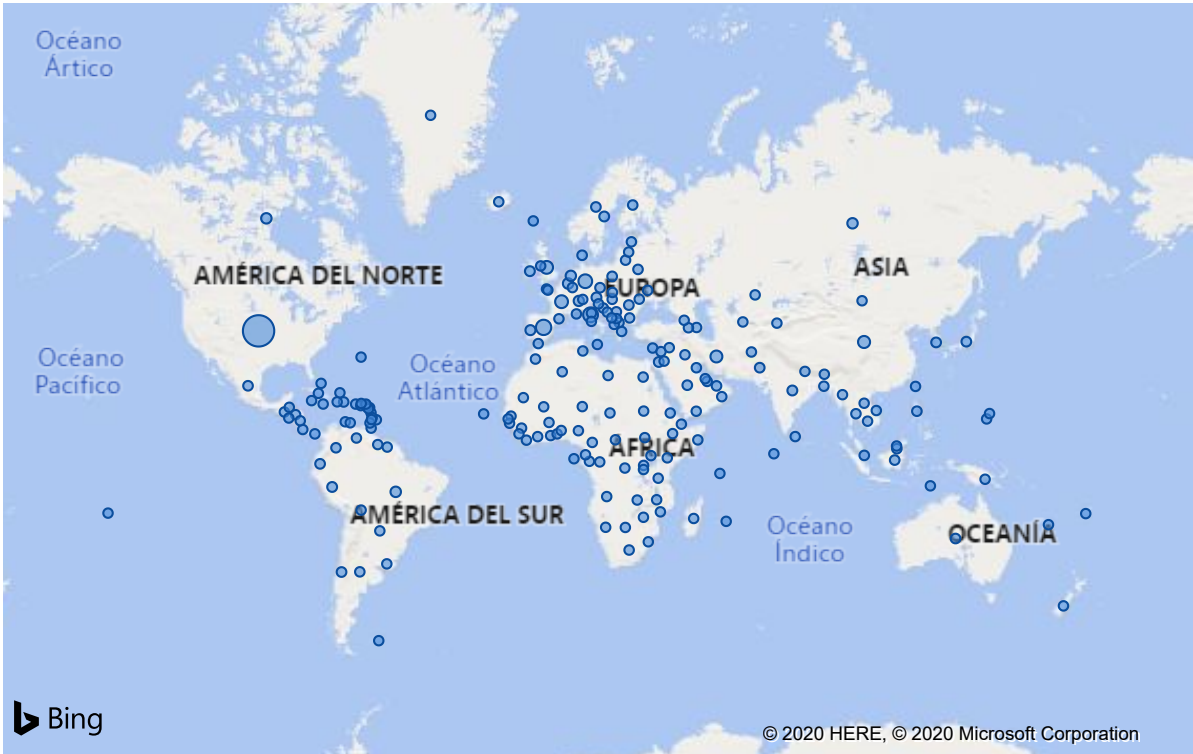 Océano
Ártico
AMÉRICA DEL NORTE
EUROPA
ASIA
Océano
Pacífico
Océano
Atlántico
AFRICA
AMÉRICA DEL SUR
Océano
Índico
OCEANÍA
Bing
© 2020 HERE, © 2020 Microsoft Corporation